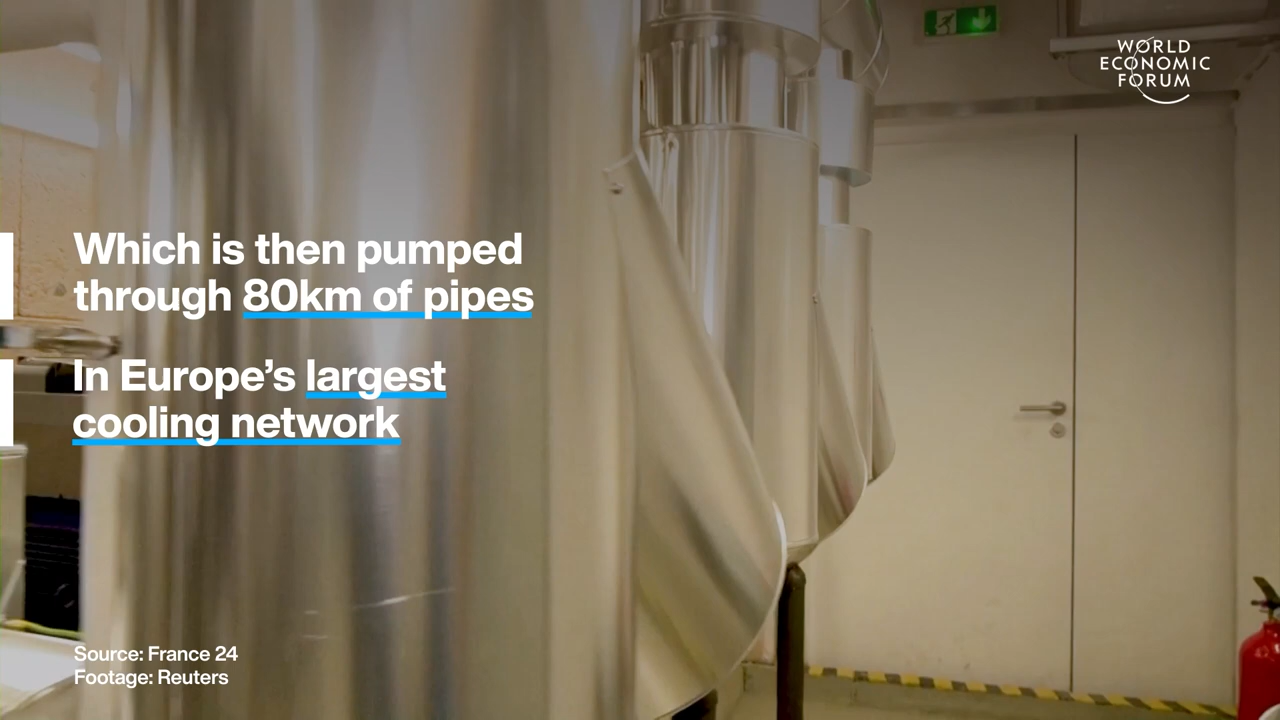 WORLD
ECONOMIC
FORUM
Which is then pumped
through 80km of pipes
In Europe’s largest
cooling network
Source: France 24
Footage: Reuters